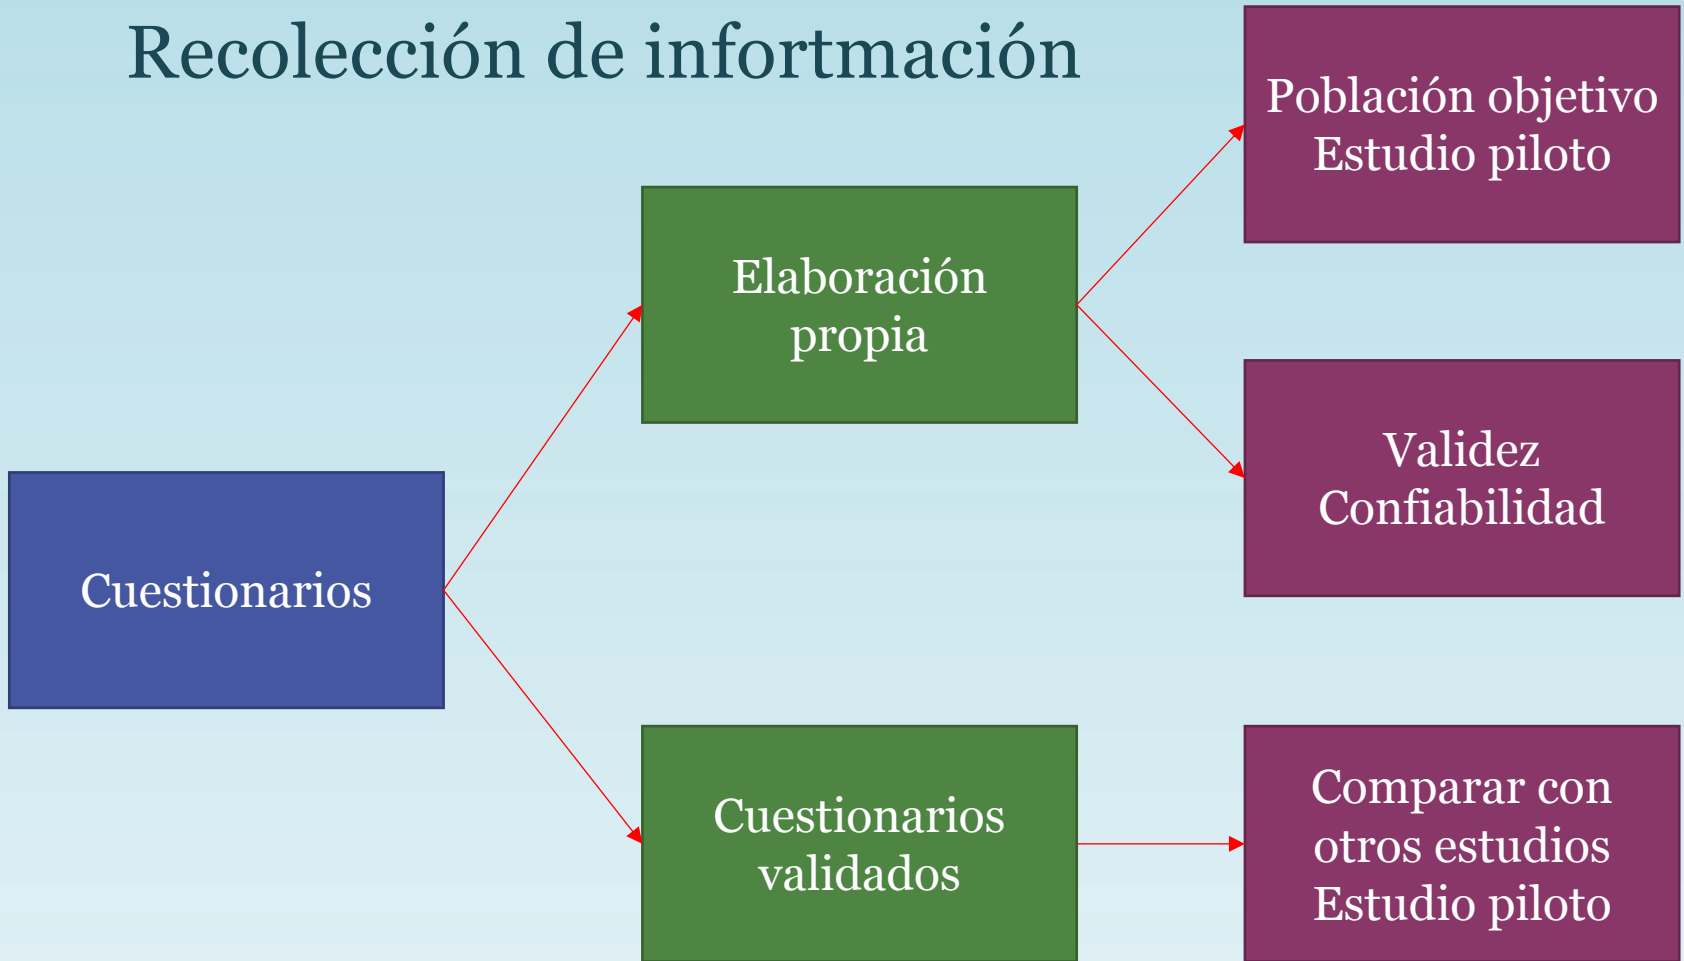 Recolección de infortmación
Población objetivo
Estudio piloto
Elaboración
propia
Validez
Confiabilidad
Cuestionarios
Cuestionarios
validados
Comparar con
otros estudios
Estudio piloto